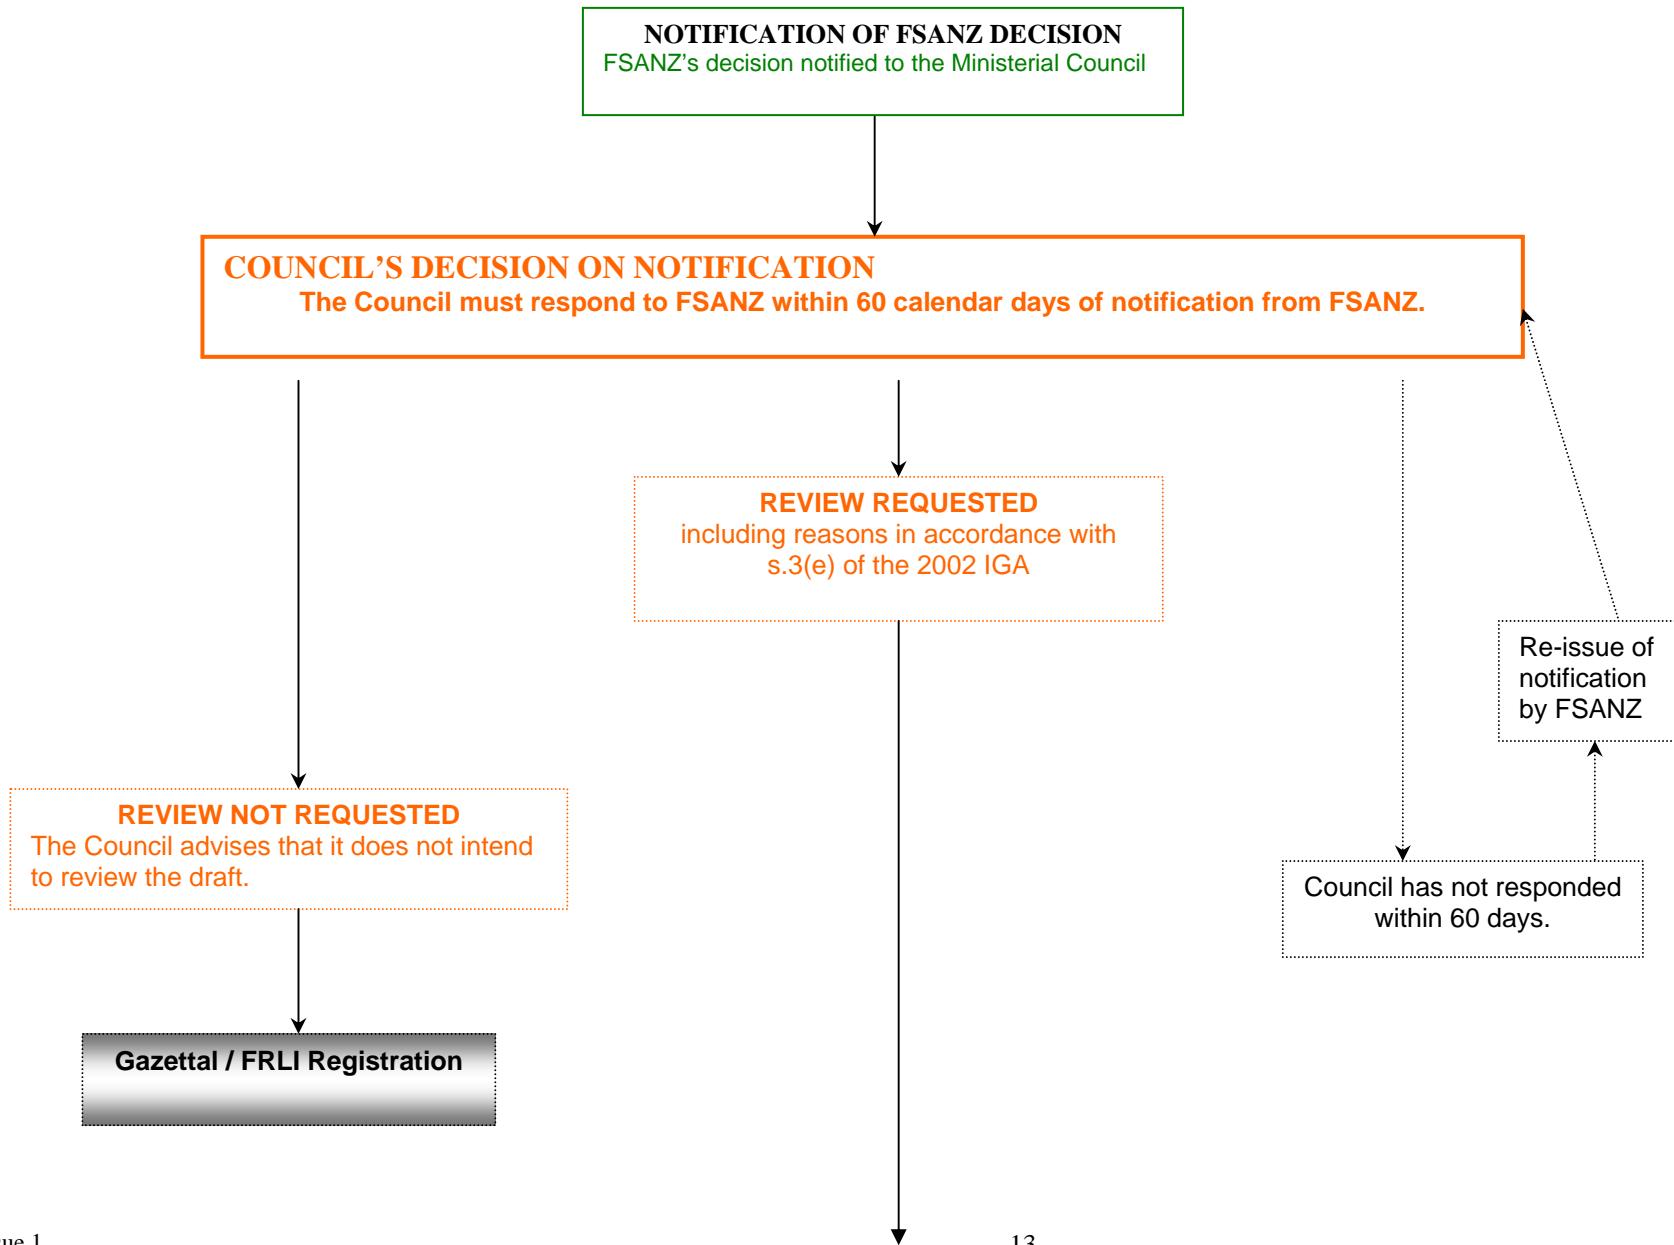 NOTIFICATION OF FSANZ DECISION
FSANZ’s decision notified to the Ministerial Council
COUNCIL’S DECISION ON NOTIFICATION
The Council must respond to FSANZ within 60 calendar days of notification from FSANZ.
REVIEW REQUESTED
including reasons in accordance with
s.3(e) of the 2002 IGA
Re-issue of
notification
by FSANZ
REVIEW NOT REQUESTED
The Council advises that it does not intend
to review the draft.
Council has not responded
within 60 days.
Gazettal / FRLI Registration
1
13